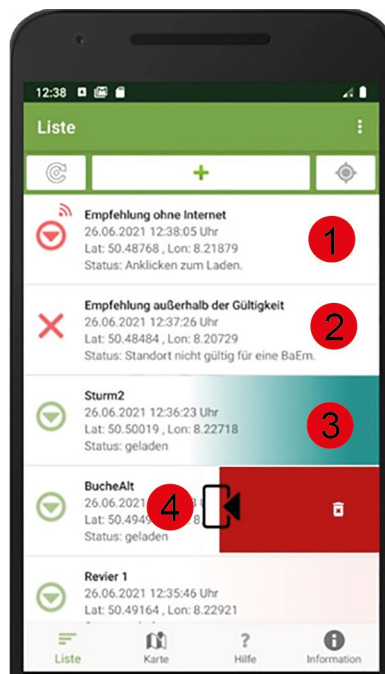 12:38
Liste
+
Empfehlung ohne Internet
26.06.2021 12:38:05 Uhr
Lat: 50.48768 , Lon: 8.21879
Status: Anklicken zum Laden.
1
Empfehlung außerhalb der Gültigkeit
26.06.2021 12:37:26 Uhr
Lat: 50.48484 , Lon: 8.20729
Status: Standort nicht gültig für eine BaEm.
2
Sturm2
26.06.2021 12:36:23 Uhr
Lat: 50.50019 , Lon: 8.22718
Status: geladen
3
BucheAlt
26.06.2021
Lat: 50.494
Status: geladen
4
Revier 1
26.06.2021 12:35:46 Uhr
Lat: 50.49164 , Lon: 8.22921
Liste Karte Hilfe Information